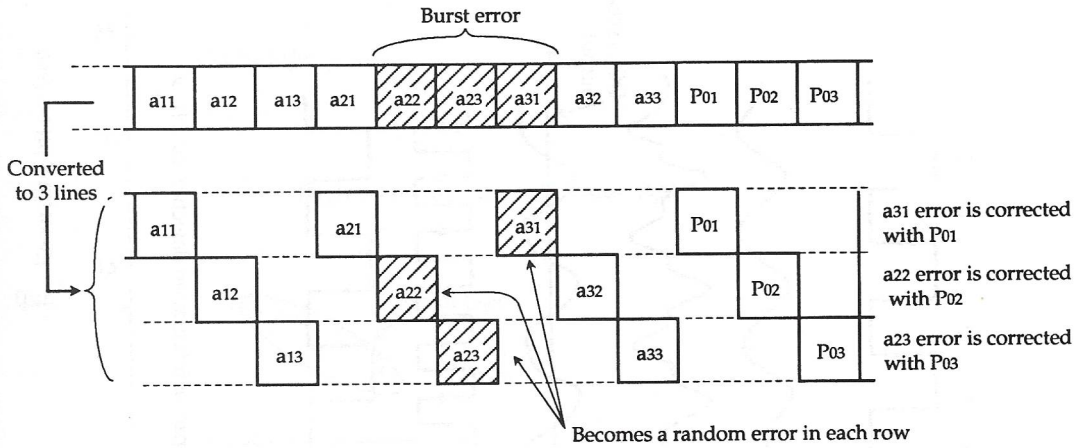 Burst error
a11 a12 a13 a21 a22 a23 a31 a32 a33 P01 P02 P03
Converted
to 3 lines
a11 a21 a31 P01
a31 error is corrected
with P01
a12 a22 a32 P02
a22 error is corrected
with P02
a13 a23 a33 P03
a23 error is corrected
with P03
Becomes a random error in each row